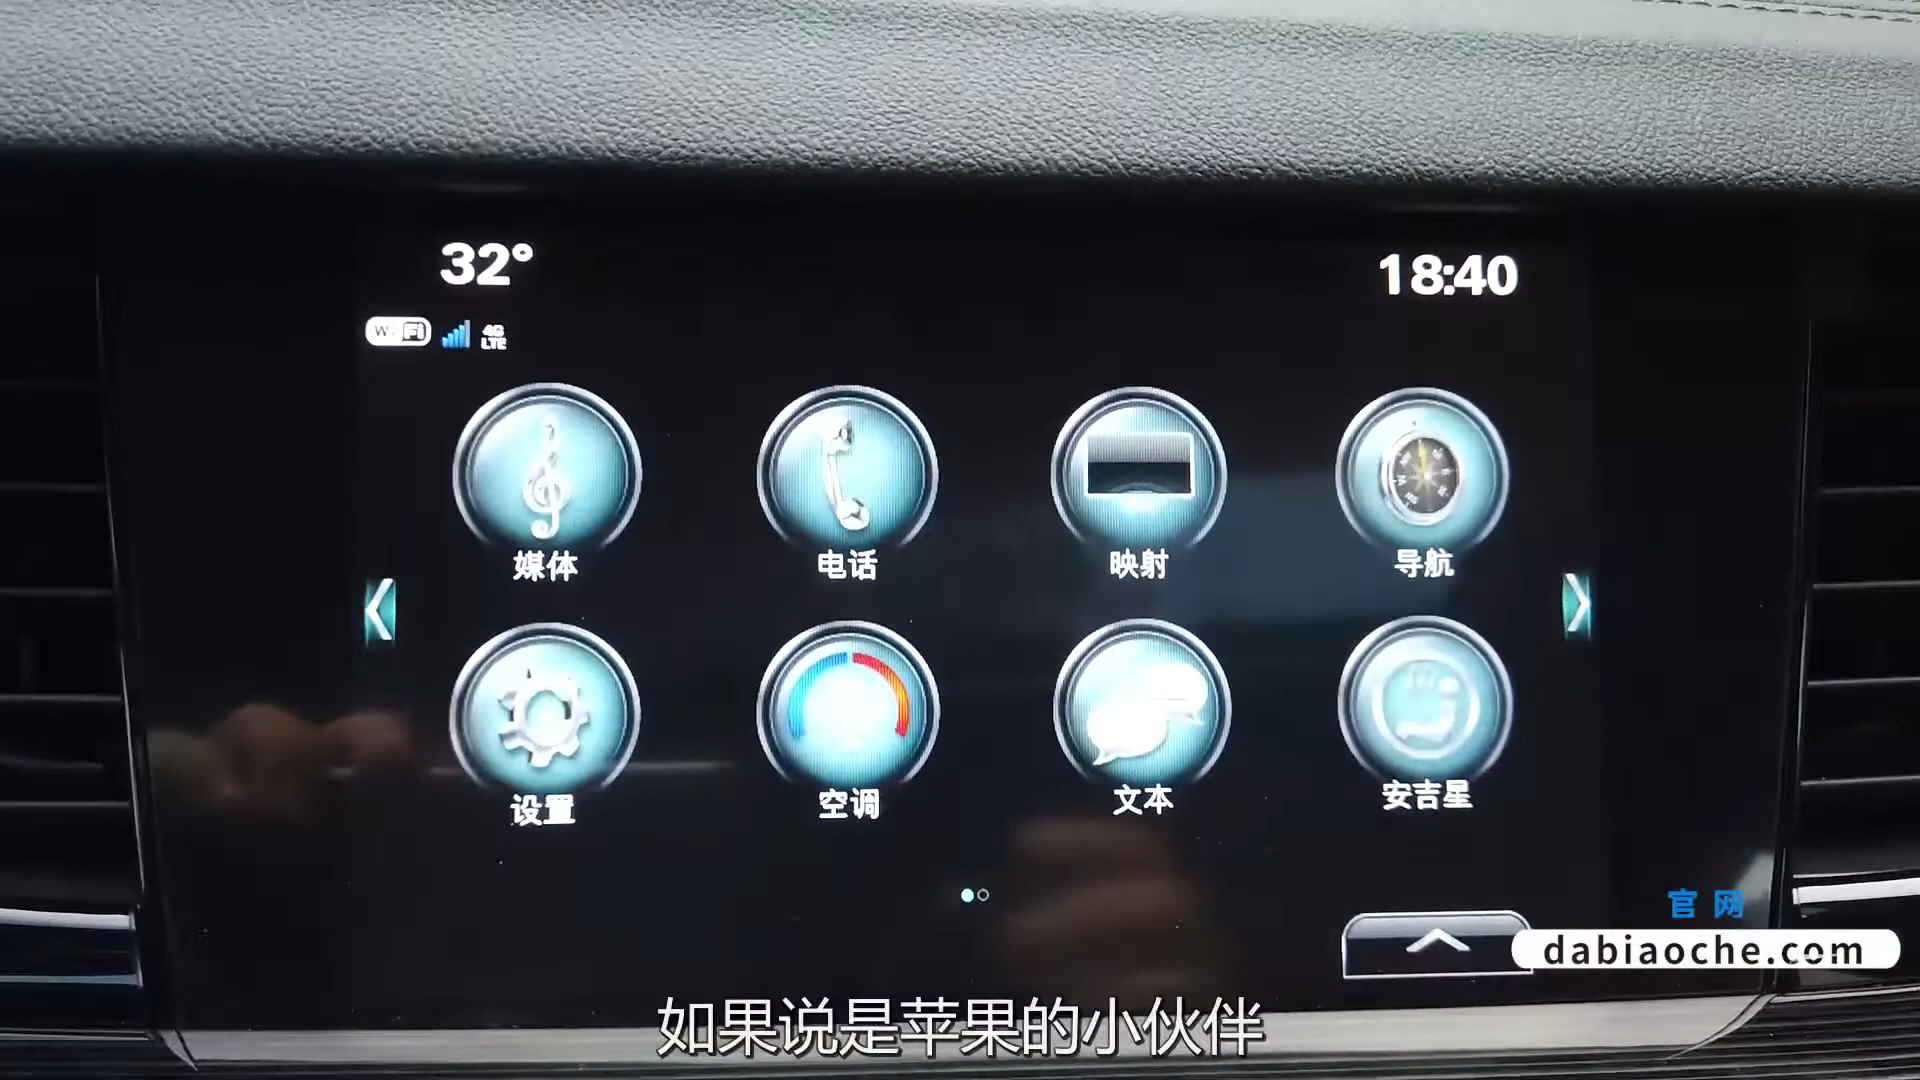 32°
18:40
WiFi
4G
LTE
媒体
电话
映射
导航
设置
空调
文本
安吉星
官网
dabiaoche.com
如果说是苹果的小伙伴